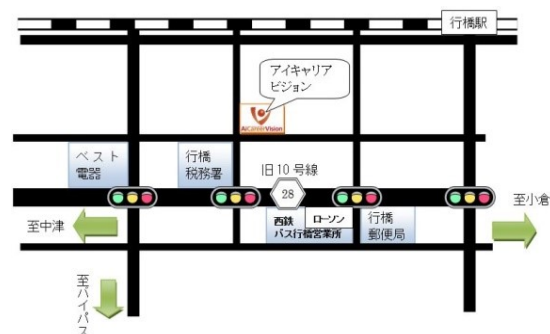 行橋駅
アイキャリア
ビジョン
AiCareerVision
ベスト
電器
行橋
税務署
旧10号線
28
至中津
至小倉
西鉄
バス行橋営業所
ローソン
行橋
郵便局
至バイパス